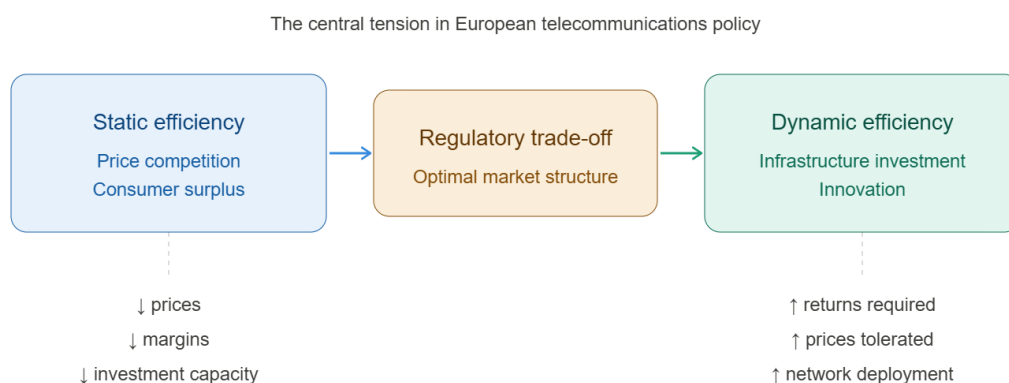 The central tension in European telecommunications policy
Static efficiency
Price competition
Consumer surplus
Regulatory trade-off
Optimal market structure
Dynamic efficiency
Infrastructure investment
Innovation
↓ prices
↓ margins
↓ investment capacity
↑ returns required
↑ prices tolerated
↑ network deployment